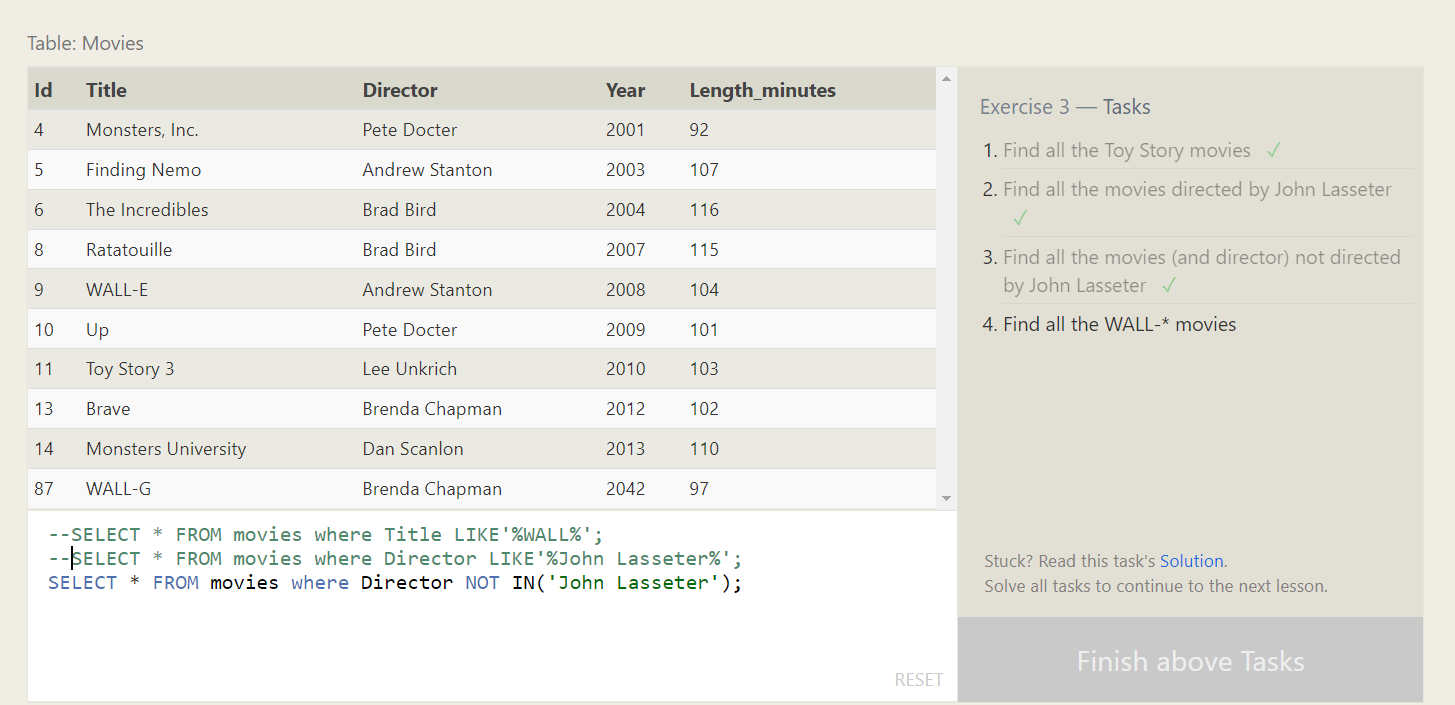 Table: Movies
Id Title Director Year Length_minutes
4 Monsters, Inc. Pete Docter 2001 92
5 Finding Nemo Andrew Stanton 2003 107
6 The Incredibles Brad Bird 2004 116
8 Ratatouille Brad Bird 2007 115
9 WALL-E Andrew Stanton 2008 104
10 Up Pete Docter 2009 101
11 Toy Story 3 Lee Unkrich 2010 103
13 Brave Brenda Chapman 2012 102
14 Monsters University Dan Scanlon 2013 110
87 WALL-G Brenda Chapman 2042 97
--SELECT * FROM movies where Title LIKE'%WALL%';
--SELECT * FROM movies where Director LIKE'%John Lasseter%';
SELECT * FROM movies where Director NOT IN('John Lasseter');
RESET
Exercise 3 — Tasks
1. Find all the Toy Story movies ✓
2. Find all the movies directed by John Lasseter
✓
3. Find all the movies (and director) not directed
by John Lasseter ✓
4. Find all the WALL-* movies
Stuck? Read this task's Solution.
Solve all tasks to continue to the next lesson.
Finish above Tasks